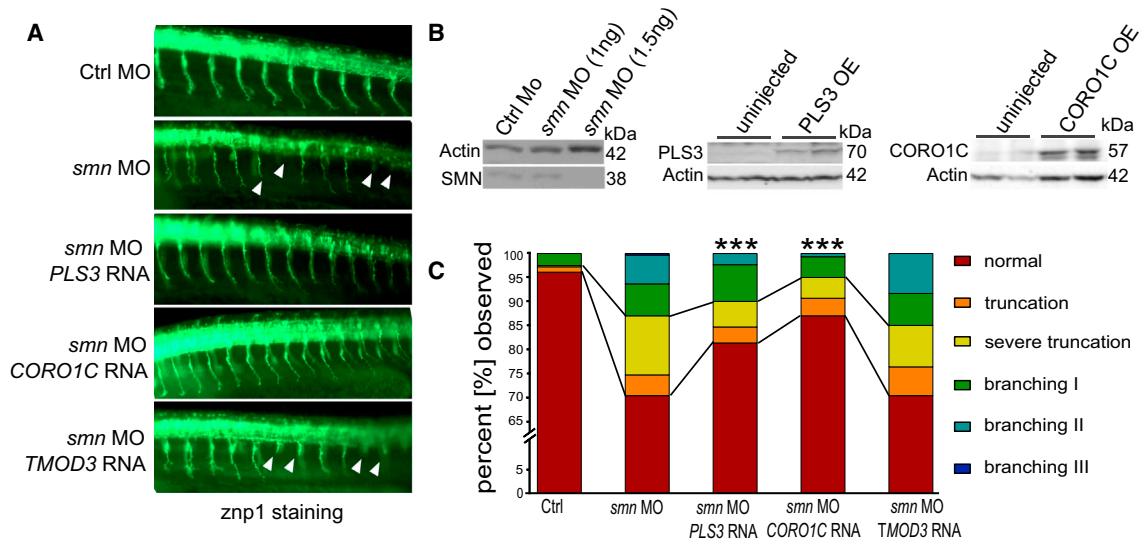 A
Ctrl MO
smn MO
smn MO
PLS3 RNA
smn MO
CORO1C RNA
smn MO
TMOD3 RNA
znp1 staining
B
Ctrl Mo
smn MO (1ng)
smn MO (1.5ng)
kDa
Actin 42
SMN 38
uninjected
PLS3 OE
kDa
PLS3 70
Actin 42
uninjected
CORO1C OE
kDa
CORO1C 57
Actin 42
C
percent [%] observed
100
95
90
85
80
75
70
65
5
0
*** ***
Ctrl
smn MO
smn MO
PLS3 RNA
smn MO
CORO1C RNA
smn MO
TMOD3 RNA
normal
truncation
severe truncation
branching I
branching II
branching III